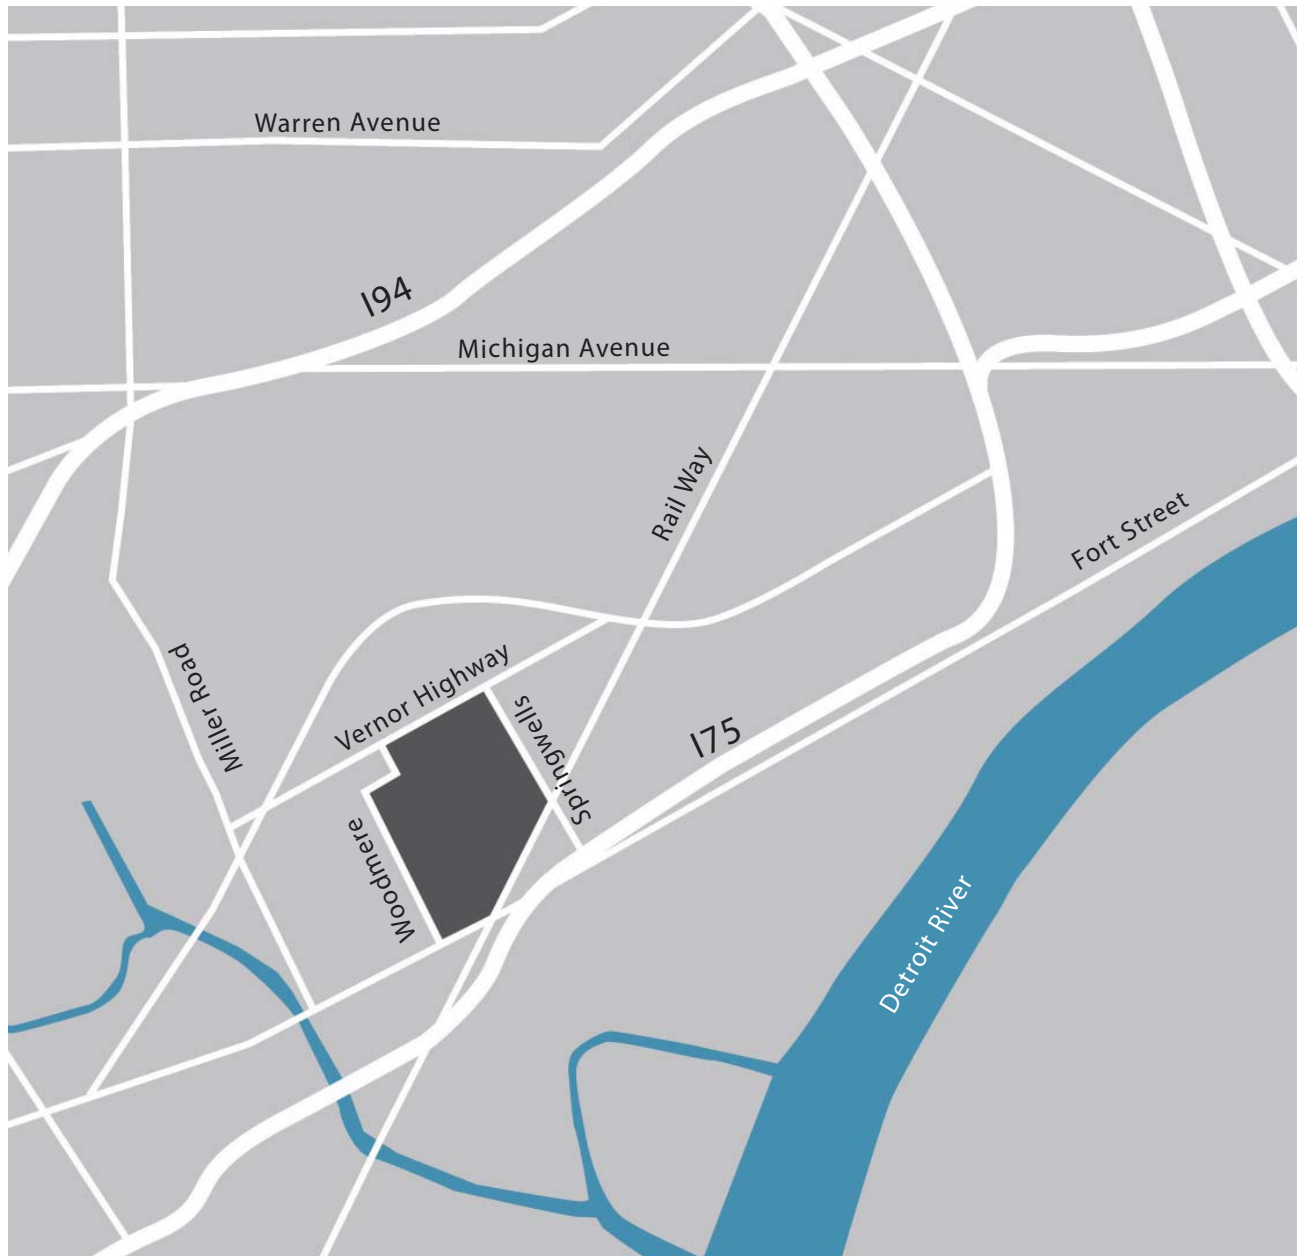 Warren Avenue
I94
Michigan Avenue
Rail Way
Fort Street
Miller Road
Vernor Highway
Springwells
I75
Woodmere
Detroit River